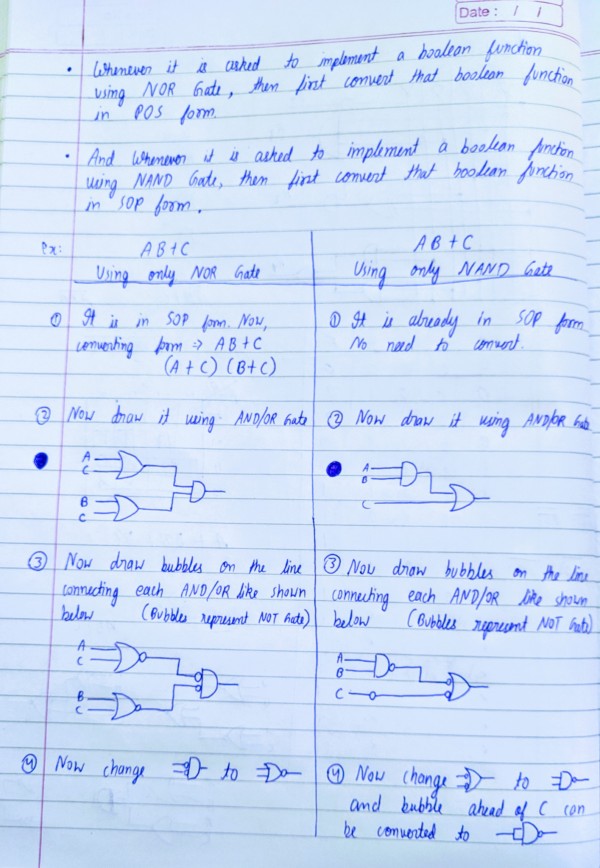 Date : / /
• Whenever it is asked to implement a boolean function
using NOR Gate, then first convert that boolean function
in POS form.
• And Whenever it is asked to implement a boolean function
using NAND Gate, then first convert that boolean function
in SOP form.
Ex: AB+C
Using only NOR Gate
① It is in SOP form. Now,
converting form ⇒ AB+C
(A+C) (B+C)
② Now draw it using AND/OR Gate
A
C
B
C
③ Now draw bubbles on the line
connecting each AND/OR like shown
below (Bubbles represent NOT Gate)
A
C
B
C
④ Now change to
AB+C
Using only NAND Gate
① It is already in SOP form
No need to convert.
② Now draw it using AND/OR Gate
A
B
C
③ Now draw bubbles on the line
connecting each AND/OR like shown
below (Bubbles represent NOT Gate)
A
B
C
④ Now change to
and bubble ahead of C can
be converted to